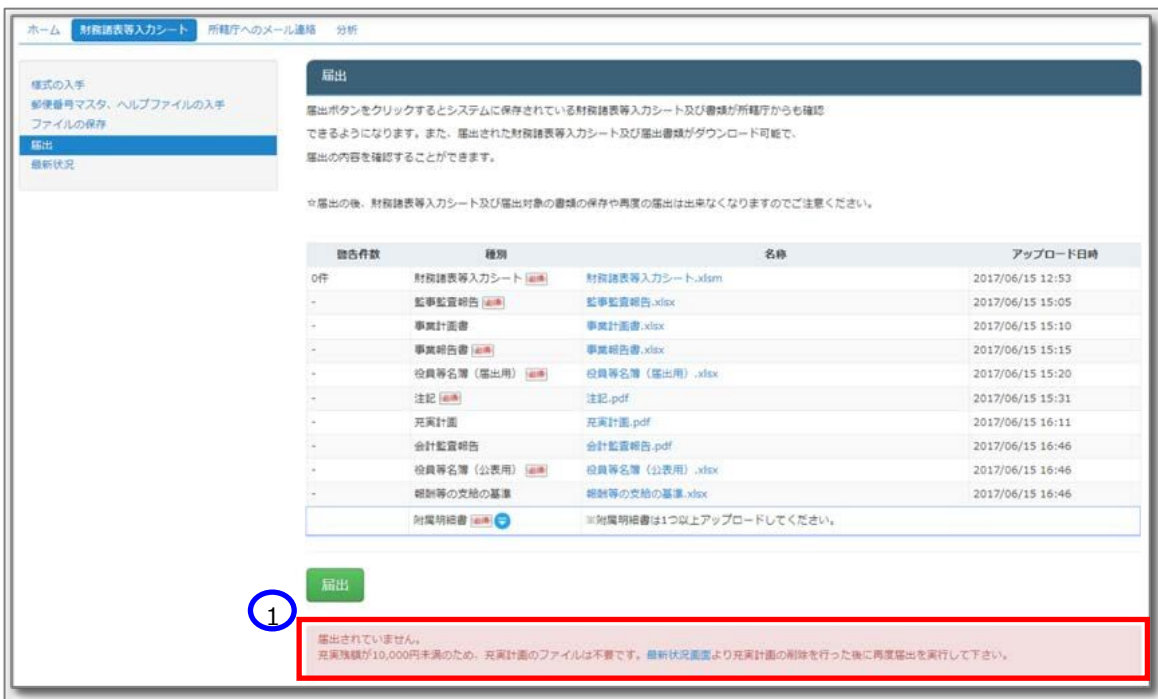 ホーム 財務諸表等入力シート 所轄庁へのメール連絡 分析
様式の入手
郵便番号マスタ、ヘルプファイルの入手
ファイルの保存
届出
最新状況
届出
届出ボタンをクリックするとシステムに保存されている財務諸表等入力シート及び書類が所轄庁からも確認
できるようになります。また、届出された財務諸表等入力シート及び届出書類がダウンロード可能で、
届出の内容を確認することができます。
☆届出の後、財務諸表等入力シート及び届出対象の書類の保存や再度の届出は出来なくなりますのでご注意ください。
警告件数 種別 名称 アップロード日時
0件 財務諸表等入力シート 必須 財務諸表等入力シート.xlsm 2017/06/15 12:53
- 監事監査報告 必須 監事監査報告.xlsx 2017/06/15 15:05
- 事業計画書 事業計画書.xlsx 2017/06/15 15:10
- 事業報告書 必須 事業報告書.xlsx 2017/06/15 15:15
- 役員等名簿（届出用） 必須 役員等名簿（届出用）.xlsx 2017/06/15 15:20
- 注記 必須 注記.pdf 2017/06/15 15:31
- 充実計画 充実計画.pdf 2017/06/15 16:11
- 会計監査報告 会計監査報告.pdf 2017/06/15 16:46
- 役員等名簿（公表用） 必須 役員等名簿（公表用）.xlsx 2017/06/15 16:46
- 報酬等の支給の基準 報酬等の支給の基準.xlsx 2017/06/15 16:46
附属明細書 必須 ※附属明細書は1つ以上アップロードしてください。
届出
1
届出されていません。
充実残額が10,000円未満のため、充実計画のファイルは不要です。最新状況画面より充実計画の削除を行った後に再度届出を実行して下さい。